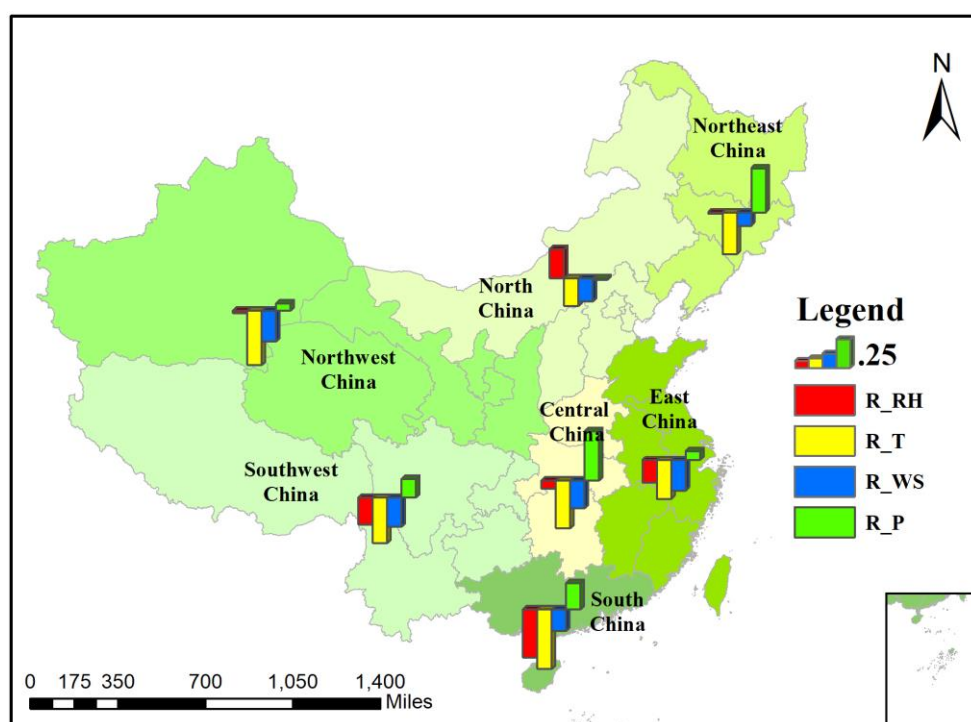 N
Northeast
China
North
China
Northwest
China
Central
China
East
China
Southwest
China
South
China
Legend
.25
R_RH
R_T
R_WS
R_P
0 175 350 700 1,050 1,400
Miles